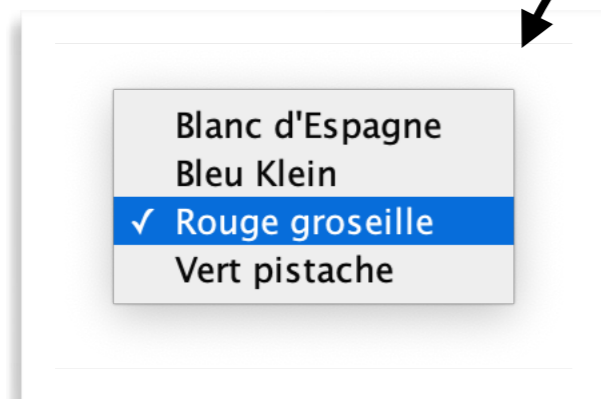 Blanc d'Espagne
Bleu Klein
✓ Rouge groseille
Vert pistache